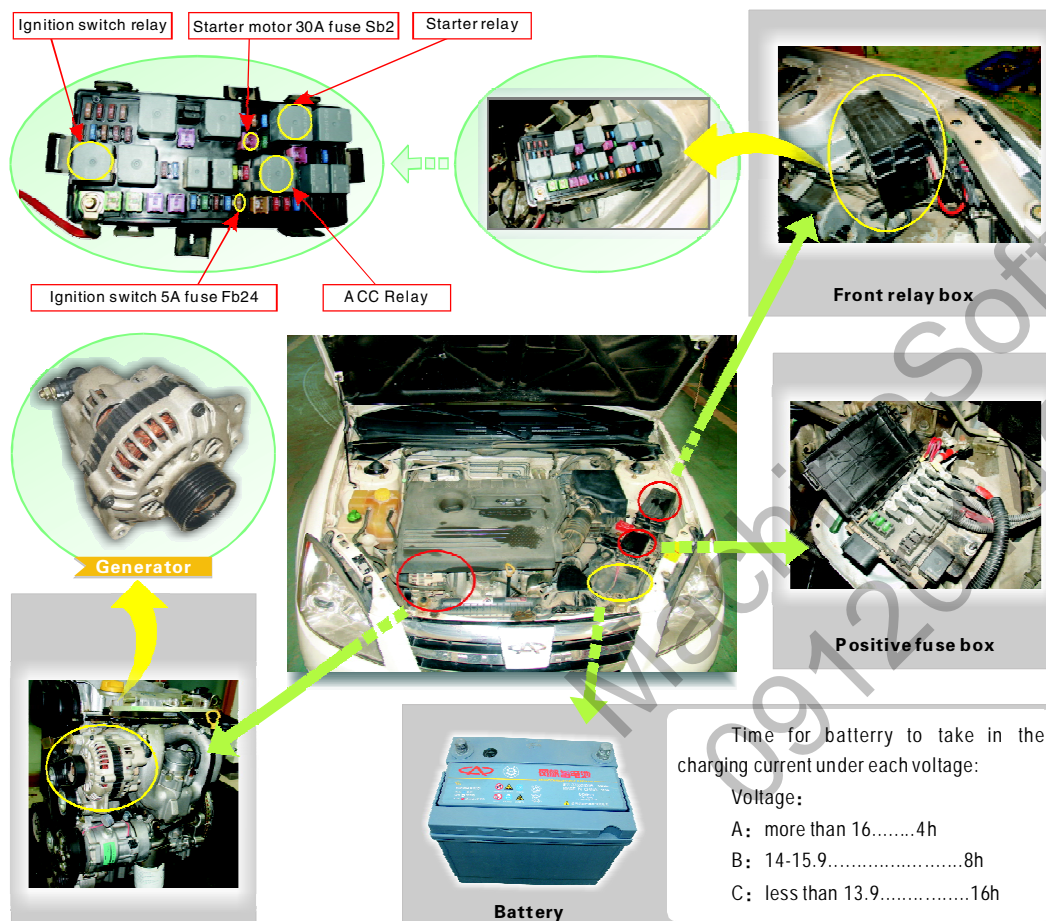 Ignition switch relay
Starter motor 30A fuse Sb2
Starter relay
Ignition switch 5A fuse Fb24
ACC Relay
Front relay box
Generator
Positive fuse box
Battery
Time for batterry to take in the
charging current under each voltage:
Voltage:
A: more than 16........4h
B: 14-15.9........................8h
C: less than 13.9................16h